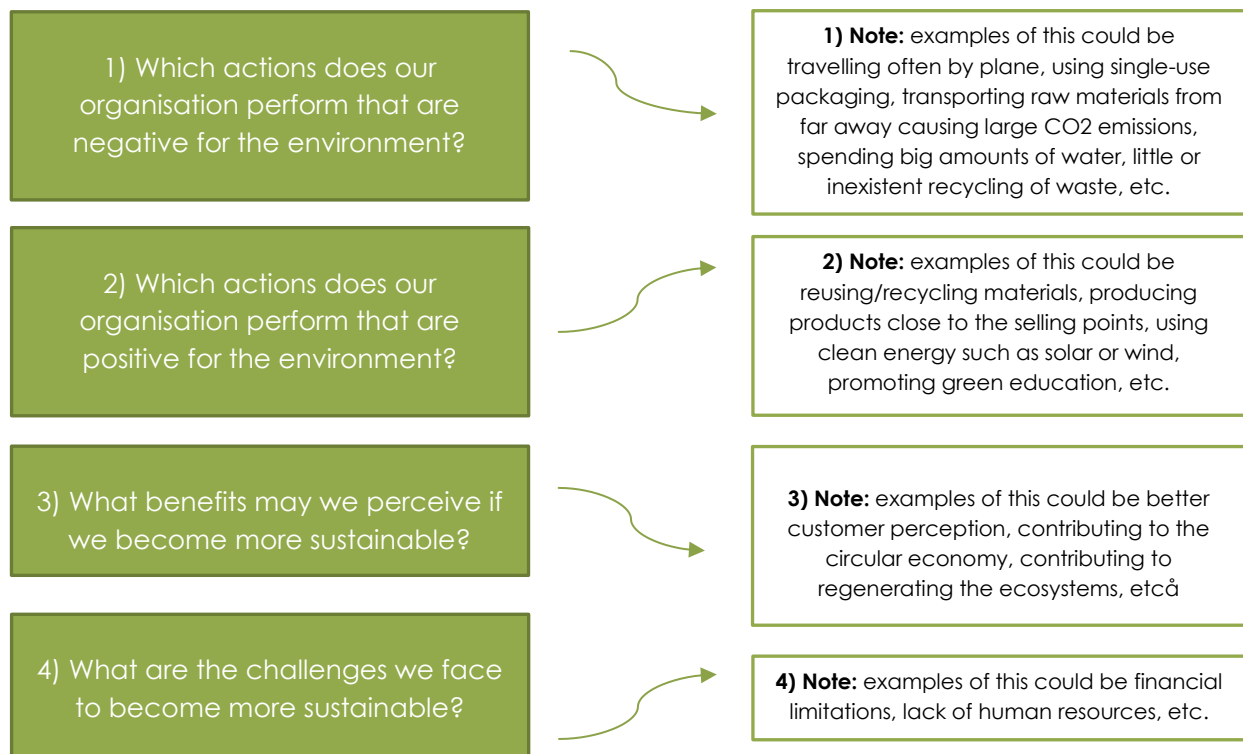 1) Which actions does our
organisation perform that are
negative for the environment?
1) Note: examples of this could be
travelling often by plane, using single-use
packaging, transporting raw materials from
far away causing large CO2 emissions,
spending big amounts of water, little or
inexistent recycling of waste, etc.
2) Which actions does our
organisation perform that are
positive for the environment?
2) Note: examples of this could be
reusing/recycling materials, producing
products close to the selling points, using
clean energy such as solar or wind,
promoting green education, etc.
3) What benefits may we perceive if
we become more sustainable?
3) Note: examples of this could be better
customer perception, contributing to the
circular economy, contributing to
regenerating the ecosystems, etcå
4) What are the challenges we face
to become more sustainable?
4) Note: examples of this could be financial
limitations, lack of human resources, etc.